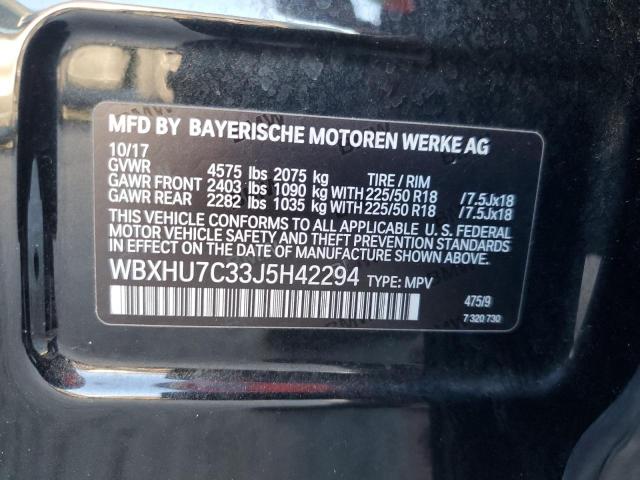 MFD BY BAYERISCHE MOTOREN WERKE AG
10/17
GVWR 4575 lbs 2075 kg TIRE / RIM
GAWR FRONT 2403 lbs 1090 kg WITH 225/50 R18 /7.5Jx18
GAWR REAR 2282 lbs 1035 kg WITH 225/50 R18 /7.5Jx18
THIS VEHICLE CONFORMS TO ALL APPLICABLE U.S. FEDERAL
MOTOR VEHICLE SAFETY AND THEFT PREVENTION STANDARDS
IN EFFECT ON THE DATE OF MANUFACTURE SHOWN ABOVE.
WBXHU7C33J5H42294 TYPE: MPV
475/9
7 320 730